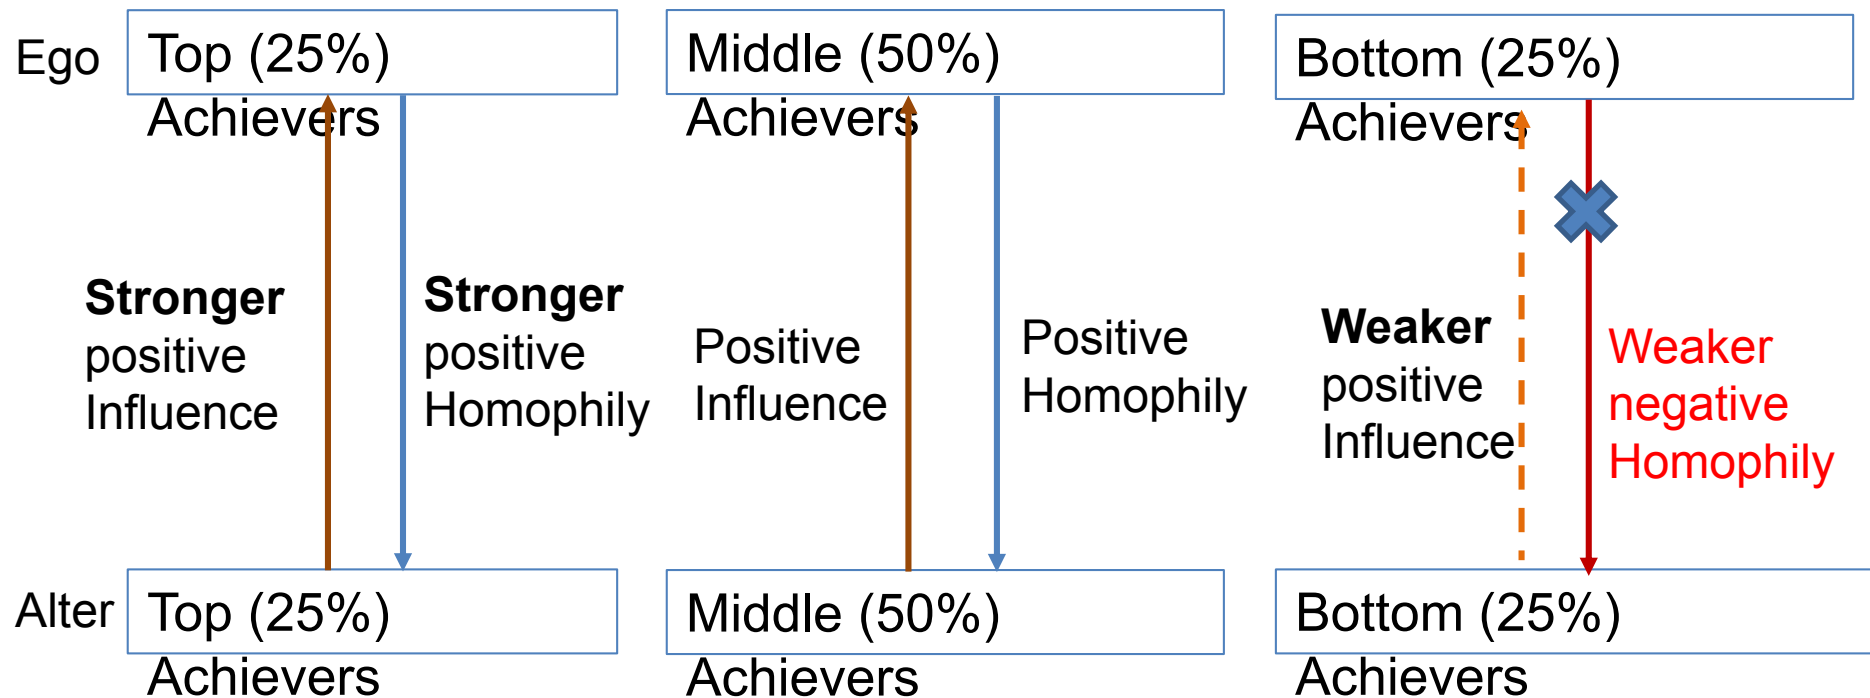 Ego
Top (25%)
Achievers
Middle (50%)
Achievers
Bottom (25%)
Achievers
Stronger
positive
Influence
Stronger
positive
Homophily
Positive
Influence
Positive
Homophily
Weaker
positive
Influence
Weaker
negative
Homophily
Alter
Top (25%)
Achievers
Middle (50%)
Achievers
Bottom (25%)
Achievers